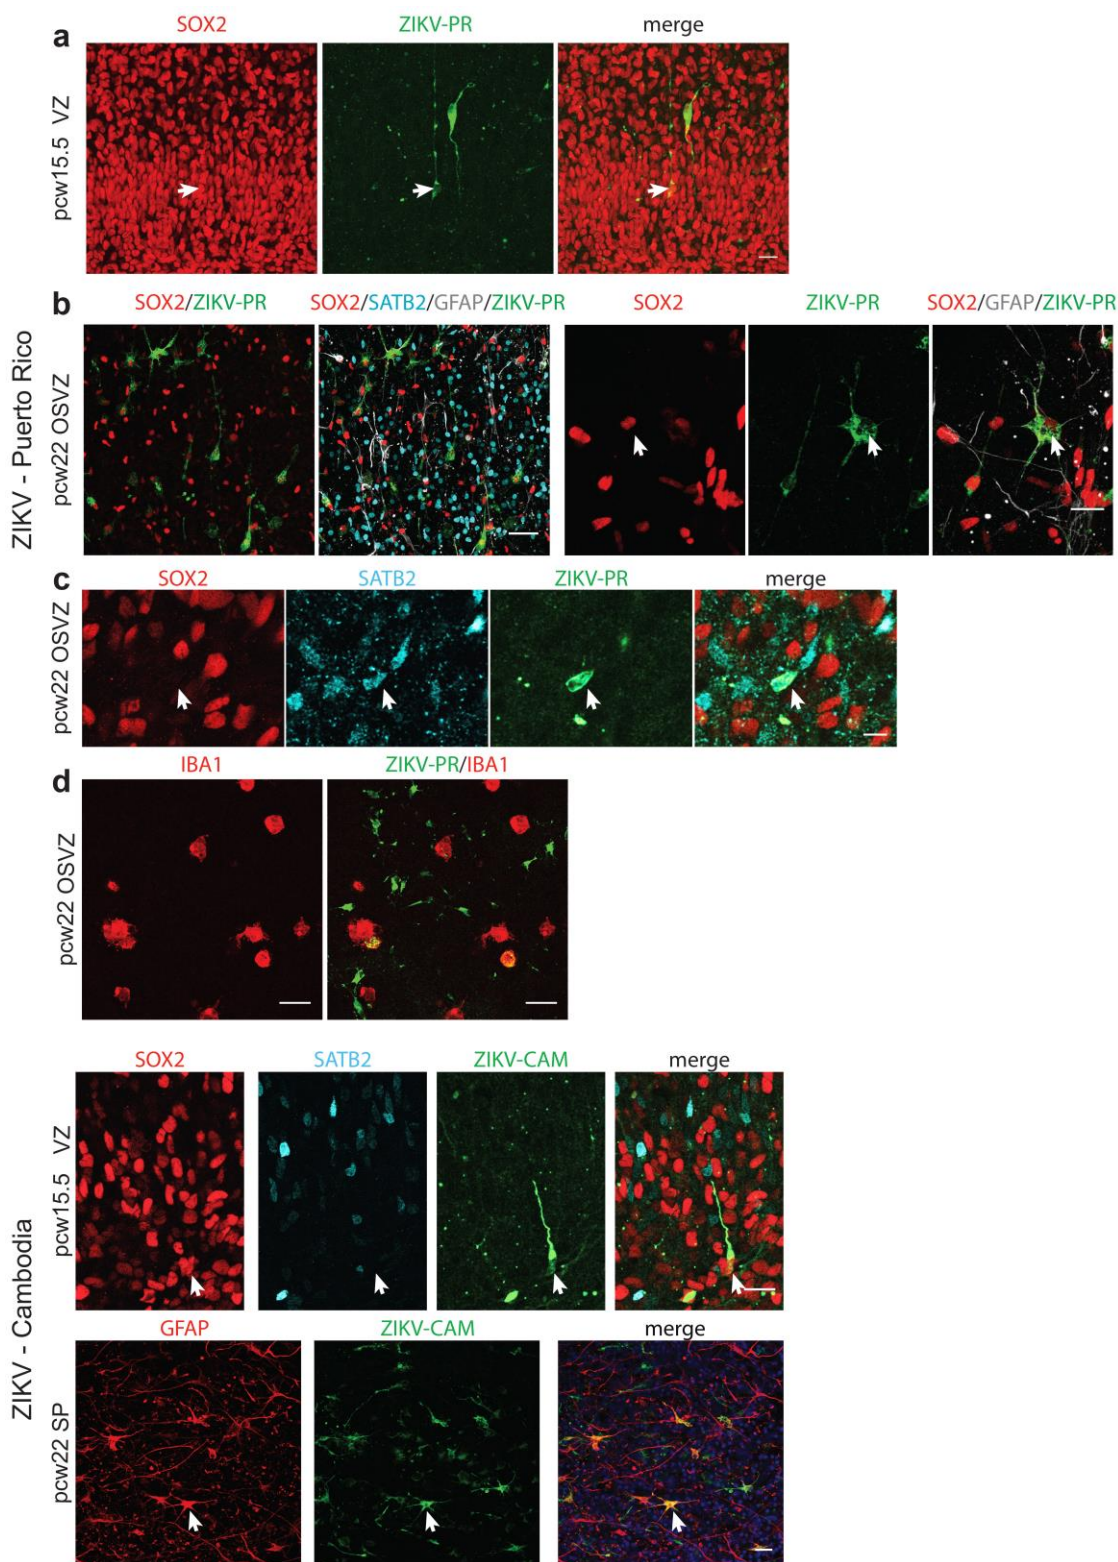 a
SOX2 ZIKV-PR merge
pcw15.5 VZ
ZIKV - Puerto Rico
b
SOX2/ZIKV-PR SOX2/SATB2/GFAP/ZIKV-PR SOX2 ZIKV-PR SOX2/GFAP/ZIKV-PR
pcw22 OSVZ
c
SOX2 SATB2 ZIKV-PR merge
pcw22 OSVZ
d
IBA1 ZIKV-PR/IBA1
pcw22 OSVZ
ZIKV - Cambodia
SOX2 SATB2 ZIKV-CAM merge
pcw15.5 VZ
GFAP ZIKV-CAM merge
pcw22 SP